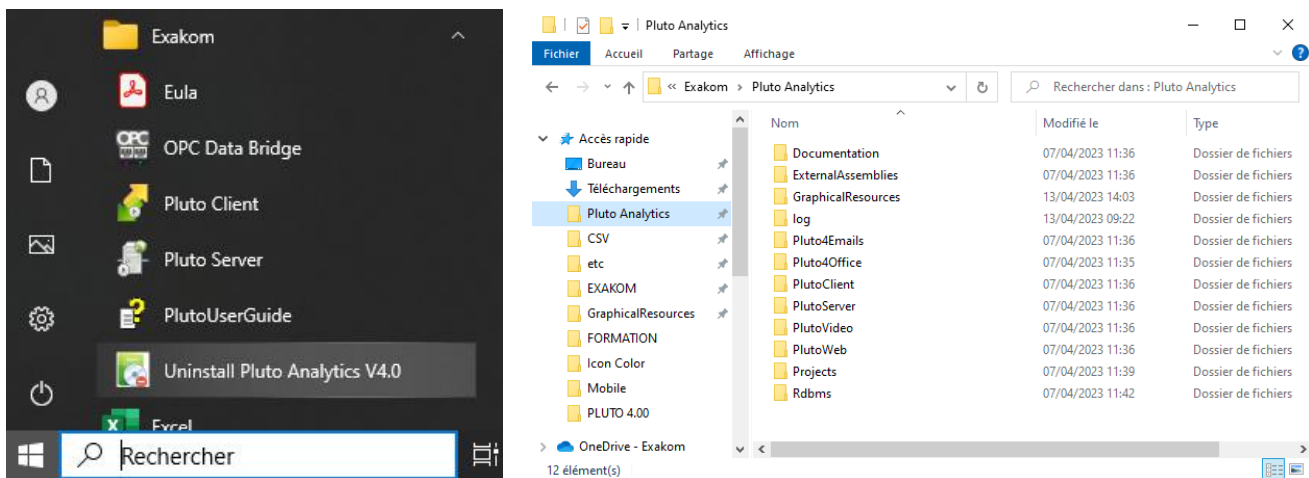 Exakom
Eula
OPC Data Bridge
Pluto Client
Pluto Server
PlutoUserGuide
Uninstall Pluto Analytics V4.0
Excel
Rechercher
Pluto Analytics
Fichier Accueil Partage Affichage
« Exakom > Pluto Analytics
Rechercher dans : Pluto Analytics
Accès rapide
Bureau
Téléchargements
Pluto Analytics
CSV
etc
EXAKOM
GraphicalResources
FORMATION
Icon Color
Mobile
PLUTO 4.00
OneDrive - Exakom
Nom Modifié le Type
Documentation 07/04/2023 11:36 Dossier de fichiers
ExternalAssemblies 07/04/2023 11:36 Dossier de fichiers
GraphicalResources 13/04/2023 14:03 Dossier de fichiers
log 13/04/2023 09:22 Dossier de fichiers
Pluto4Emails 07/04/2023 11:36 Dossier de fichiers
Pluto4Office 07/04/2023 11:35 Dossier de fichiers
PlutoClient 07/04/2023 11:36 Dossier de fichiers
PlutoServer 07/04/2023 11:36 Dossier de fichiers
PlutoVideo 07/04/2023 11:36 Dossier de fichiers
PlutoWeb 07/04/2023 11:36 Dossier de fichiers
Projects 07/04/2023 11:39 Dossier de fichiers
Rdbms 07/04/2023 11:42 Dossier de fichiers
12 élément(s)